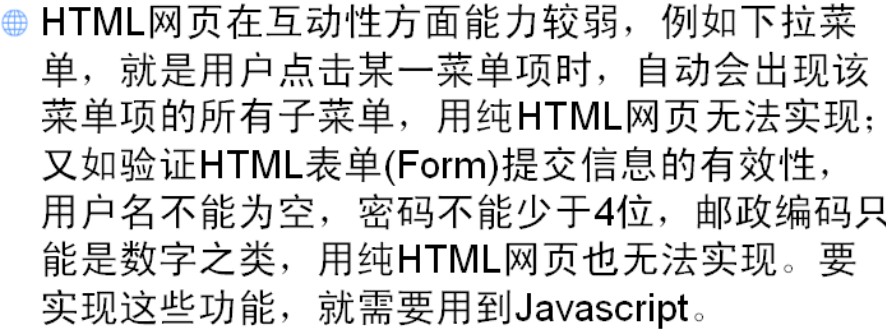 HTML网页在互动性方面能力较弱，例如下拉菜
单，就是用户点击某一菜单项时，自动会出现该
菜单项的所有子菜单，用纯HTML网页无法实现；
又如验证HTML表单(Form)提交信息的有效性，
用户名不能为空，密码不能少于4位，邮政编码只
能是数字之类，用纯HTML网页也无法实现。要
实现这些功能，就需要用到Javascript。